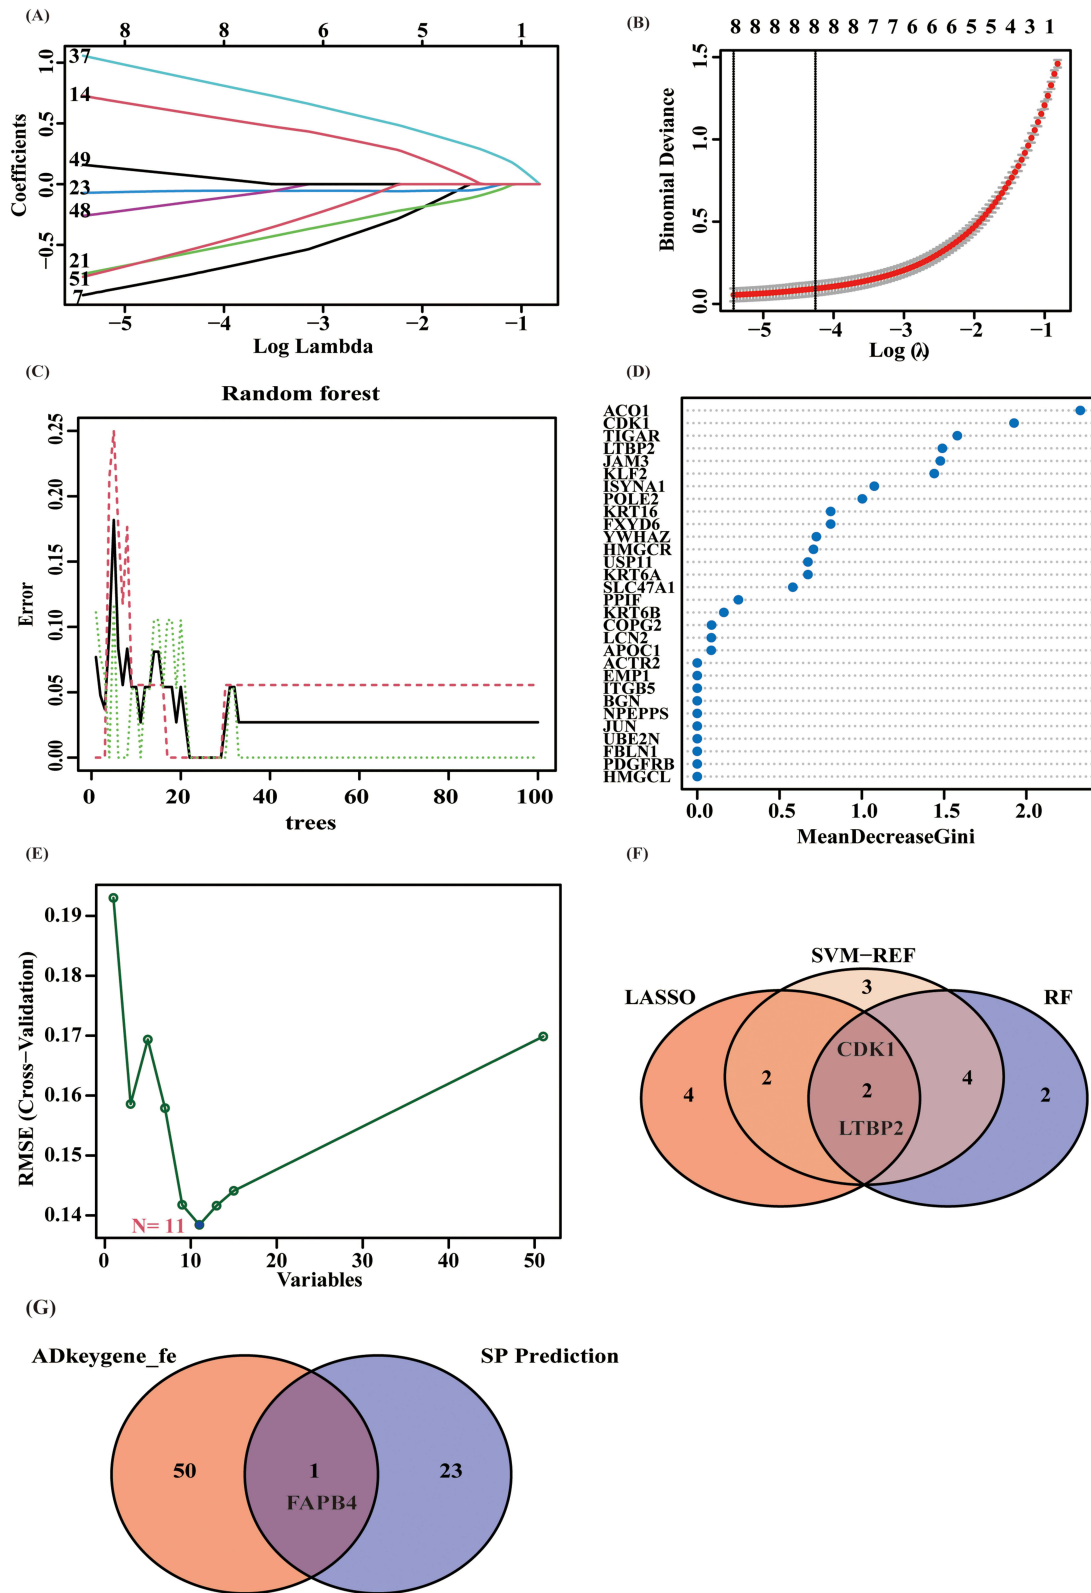 (A)
8 8 6 5 1
Coefficients
1.0
0.5
0.0
−0.5
37
14
49
23
48
21
51
7
−5 −4 −3 −2 −1
Log Lambda
(B)
8 8 8 8 8 8 8 7 7 6 6 6 5 5 4 3 1
Binomial Deviance
1.5
1.0
0.5
0.0
−5 −4 −3 −2 −1
Log (λ)
(C)
Random forest
Error
0.25
0.20
0.15
0.10
0.05
0.00
0 20 40 60 80 100
trees
(D)
ACO1
CDK1
TIGAR
LTBP2
JAM3
KLF2
ISYNA1
POLE2
KRT16
FXYD6
YWHAZ
HMGCR
USP11
KRT6A
SLC47A1
PPIF
KRT6B
COPG2
LCN2
APOC1
ACTR2
EMP1
ITGB5
BGN
NPEPPS
JUN
UBE2N
FBLN1
PDGFRB
HMGCL
0.0 0.5 1.0 1.5 2.0
MeanDecreaseGini
(E)
RMSE (Cross−Validation)
0.19
0.18
0.17
0.16
0.15
0.14
N= 11
0 10 20 30 40 50
Variables
(F)
SVM−REF
LASSO
RF
3
CDK1
4 2 2 4 2
LTBP2
(G)
ADkeygene_fe
SP Prediction
50 1 23
FAPB4